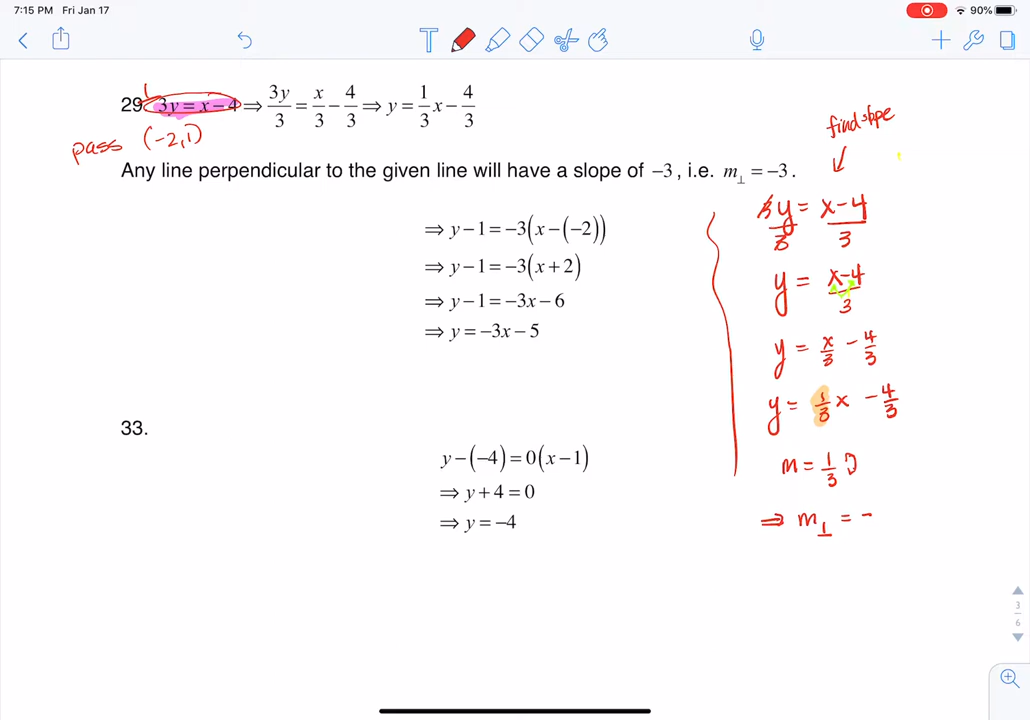 7:15 PM Fri Jan 17
90%
29. 3y = x − 4 ⇒ 3y/3 = x/3 − 4/3 ⇒ y = 1/3 x − 4/3
pass (−2,1)
Any line perpendicular to the given line will have a slope of −3, i.e. m⊥ = −3.
⇒ y − 1 = −3(x − (−2))
⇒ y − 1 = −3(x + 2)
⇒ y − 1 = −3x − 6
⇒ y = −3x − 5
find slope
3y/3 = x−4/3
y = x−4/3
y = x/3 − 4/3
y = 1/3 x − 4/3
m = 1/3
⇒ m⊥ = −
33.
y − (−4) = 0(x − 1)
⇒ y + 4 = 0
⇒ y = −4
3
6